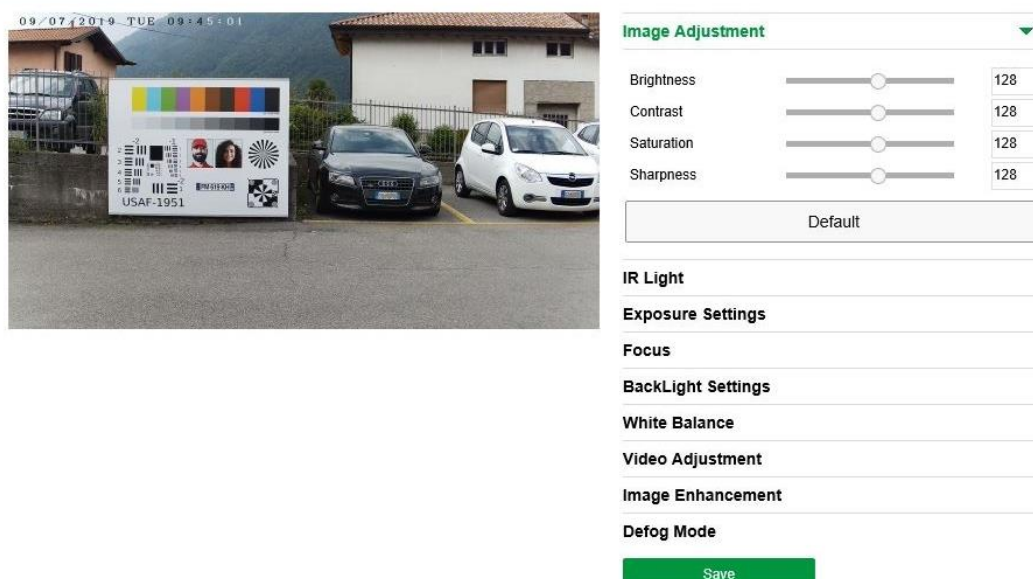 09/07/2019 TUE 09:45:01
USAF-1951
Image Adjustment
Brightness 128
Contrast 128
Saturation 128
Sharpness 128
Default
IR Light
Exposure Settings
Focus
BackLight Settings
White Balance
Video Adjustment
Image Enhancement
Defog Mode
Save